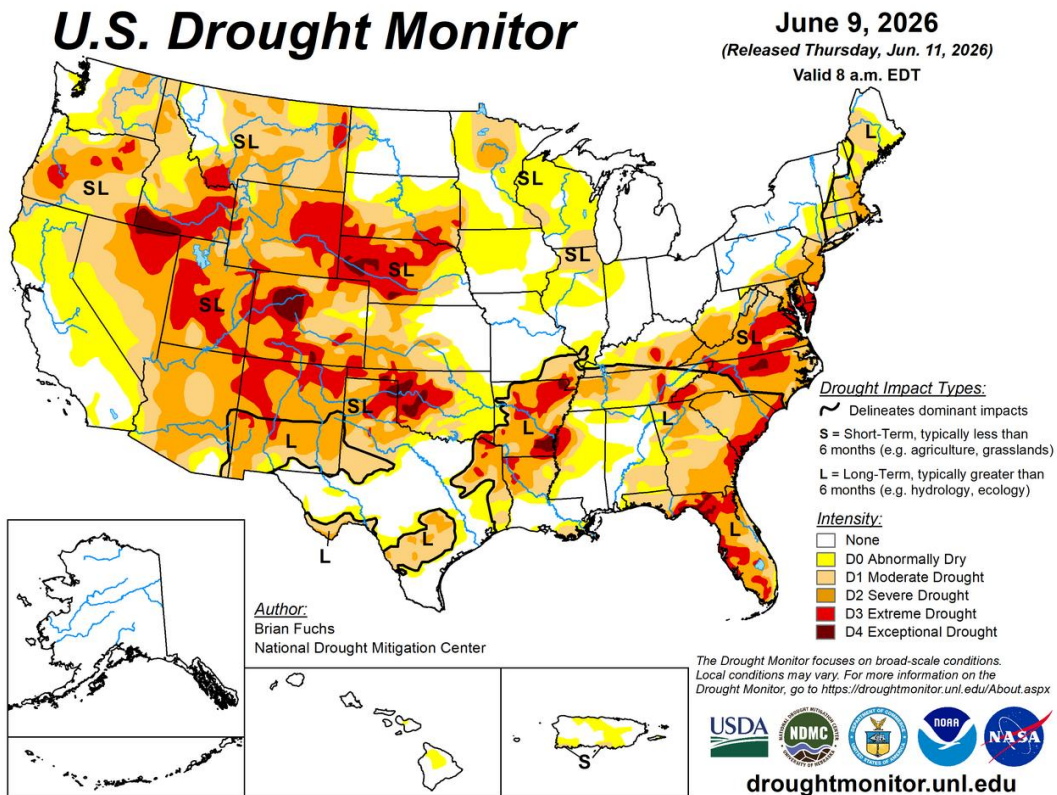 U.S. Drought Monitor
June 9, 2026
(Released Thursday, Jun. 11, 2026)
Valid 8 a.m. EDT
SL
SL
SL
SL
SL
SL
SL
SL
SL
L
L
L
L
L
L
L
S
Drought Impact Types:
Delineates dominant impacts
S = Short-Term, typically less than
6 months (e.g. agriculture, grasslands)
L = Long-Term, typically greater than
6 months (e.g. hydrology, ecology)
Intensity:
None
D0 Abnormally Dry
D1 Moderate Drought
D2 Severe Drought
D3 Extreme Drought
D4 Exceptional Drought
Author:
Brian Fuchs
National Drought Mitigation Center
The Drought Monitor focuses on broad-scale conditions.
Local conditions may vary. For more information on the
Drought Monitor, go to https://droughtmonitor.unl.edu/About.aspx
USDA
NDMC
NOAA
NASA
droughtmonitor.unl.edu